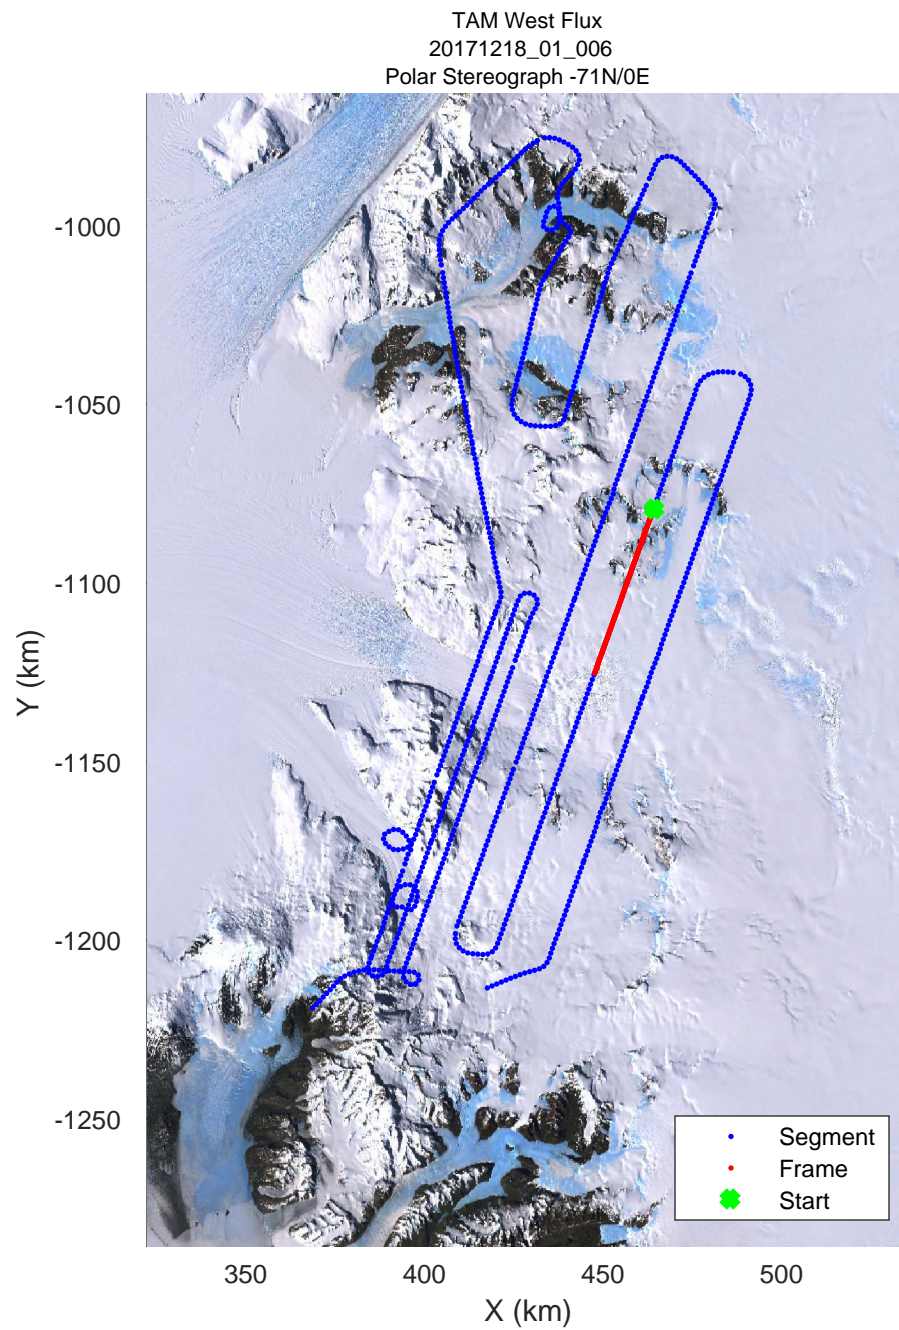 TAM West Flux
20171218_01_006
Polar Stereograph -71N/0E
-1000
-1050
-1100
-1150
-1200
-1250
Y (km)
350
400
450
500
X (km)
Segment
Frame
Start